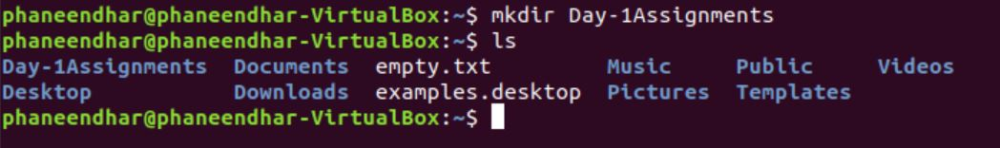 phaneendhar@phaneendhar-VirtualBox:~$ mkdir Day-1Assignments
phaneendhar@phaneendhar-VirtualBox:~$ ls
Day-1Assignments  Documents  empty.txt         Music     Public     Videos
Desktop           Downloads  examples.desktop  Pictures  Templates
phaneendhar@phaneendhar-VirtualBox:~$